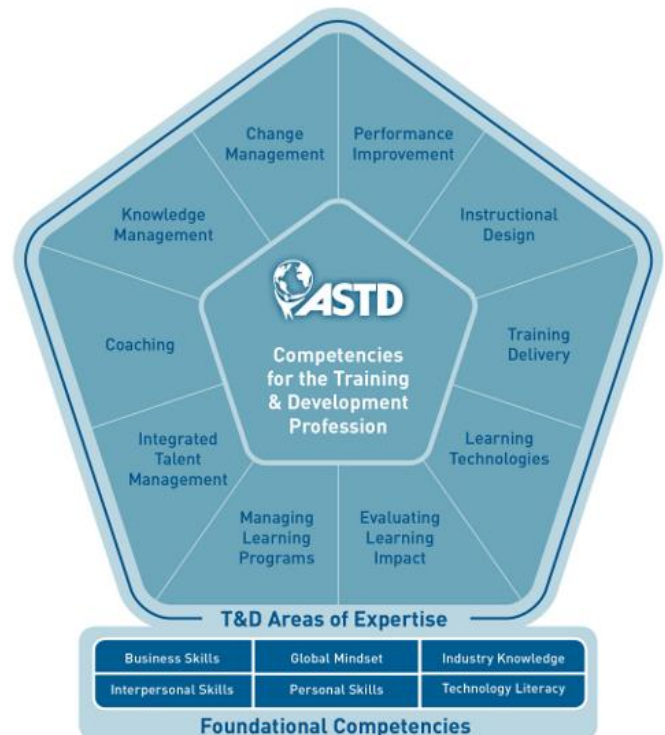 Change
Management
Performance
Improvement
Knowledge
Management
Instructional
Design
ASTD
Competencies
for the Training
& Development
Profession
Coaching
Training
Delivery
Integrated
Talent
Management
Learning
Technologies
Managing
Learning
Programs
Evaluating
Learning
Impact
T&D Areas of Expertise
Business Skills
Global Mindset
Industry Knowledge
Interpersonal Skills
Personal Skills
Technology Literacy
Foundational Competencies